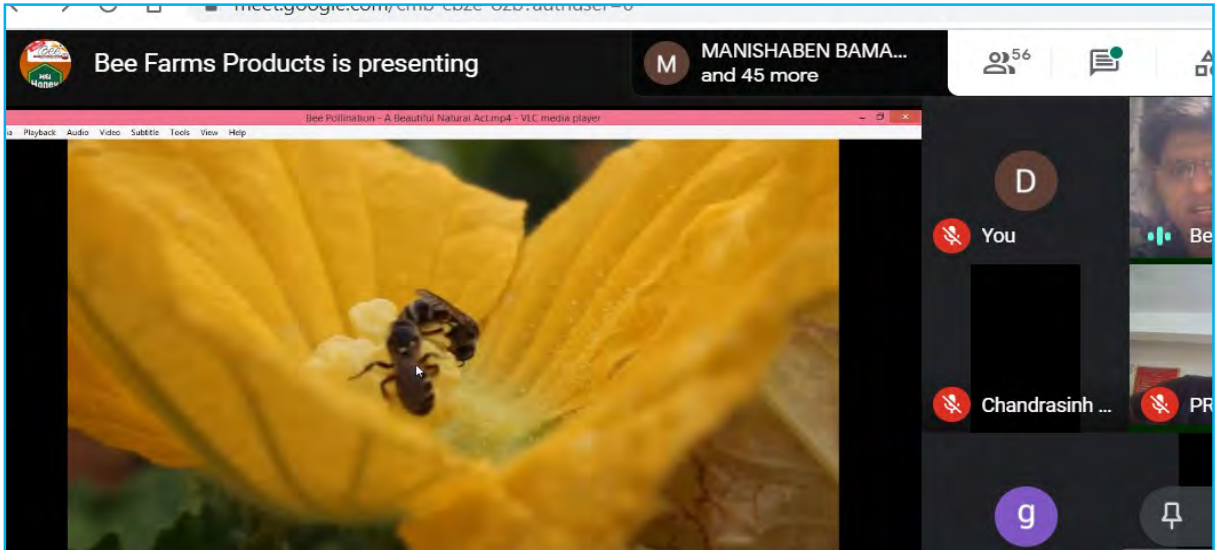 Bee Farms Products is presenting
M
MANISHABEN BAMA...
and 45 more
56
Bee Pollination - A Beautiful Natural Act.mp4 - VLC media player
Playback Audio Video Subtitle Tools View Help
D
You
Be
Chandrasinh ...
PR
g